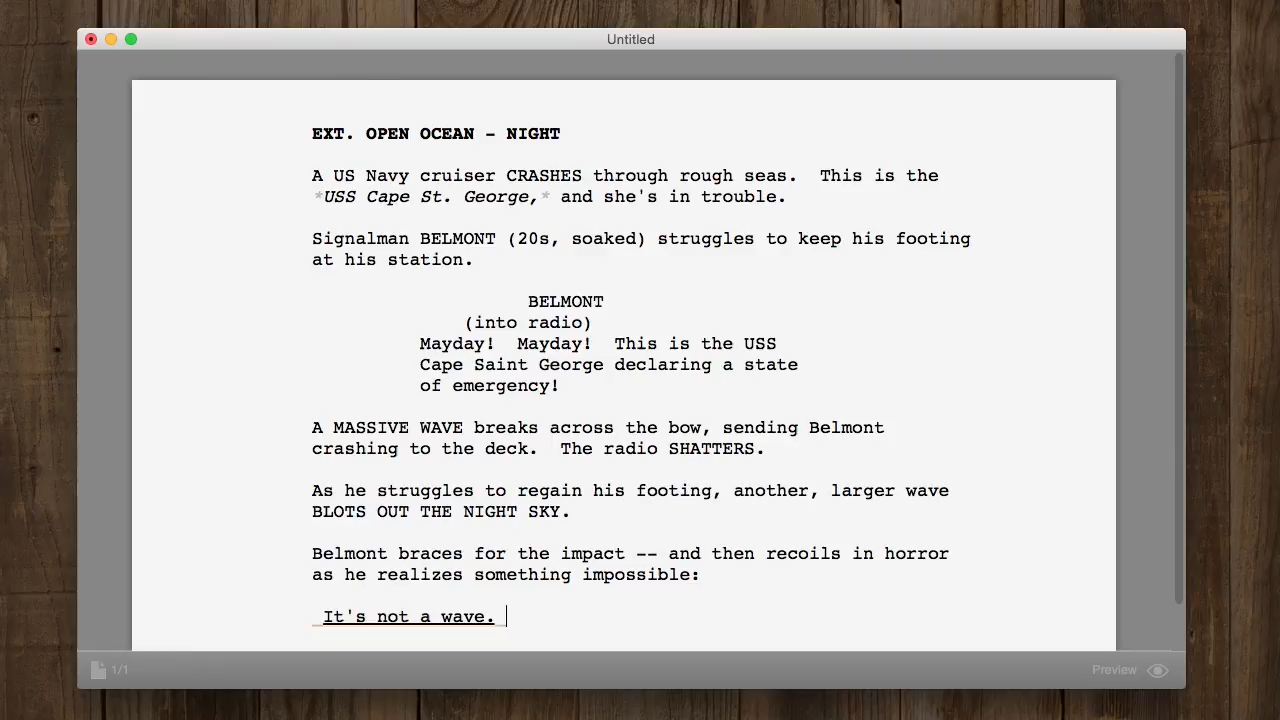 Untitled
EXT. OPEN OCEAN - NIGHT
A US Navy cruiser CRASHES through rough seas.  This is the
*USS Cape St. George,* and she's in trouble.
Signalman BELMONT (20s, soaked) struggles to keep his footing
at his station.
BELMONT
(into radio)
Mayday!  Mayday!  This is the USS
Cape Saint George declaring a state
of emergency!
A MASSIVE WAVE breaks across the bow, sending Belmont
crashing to the deck.  The radio SHATTERS.
As he struggles to regain his footing, another, larger wave
BLOTS OUT THE NIGHT SKY.
Belmont braces for the impact -- and then recoils in horror
as he realizes something impossible:
_It's not a wave._
1/1
Preview